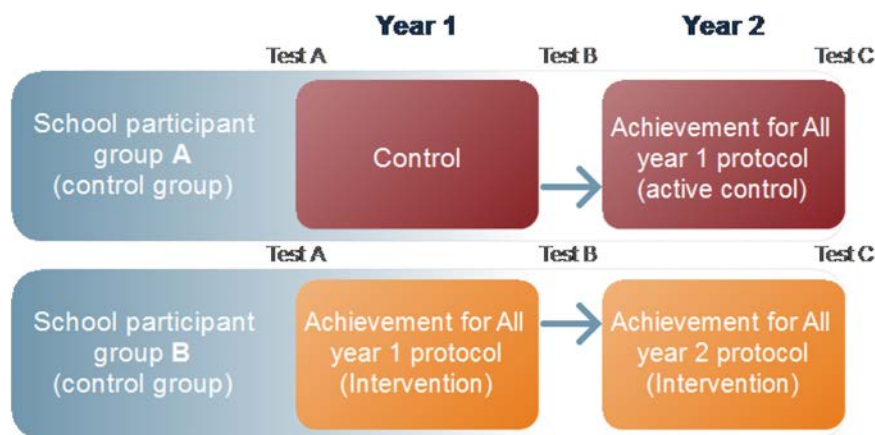 Year 1 Year 2
Test A Test B Test C
School participant
group A
(control group)
Control
Achievement for All
year 1 protocol
(active control)
Test A Test B Test C
School participant
group B
(control group)
Achievement for All
year 1 protocol
(Intervention)
Achievement for All
year 2 protocol
(Intervention)